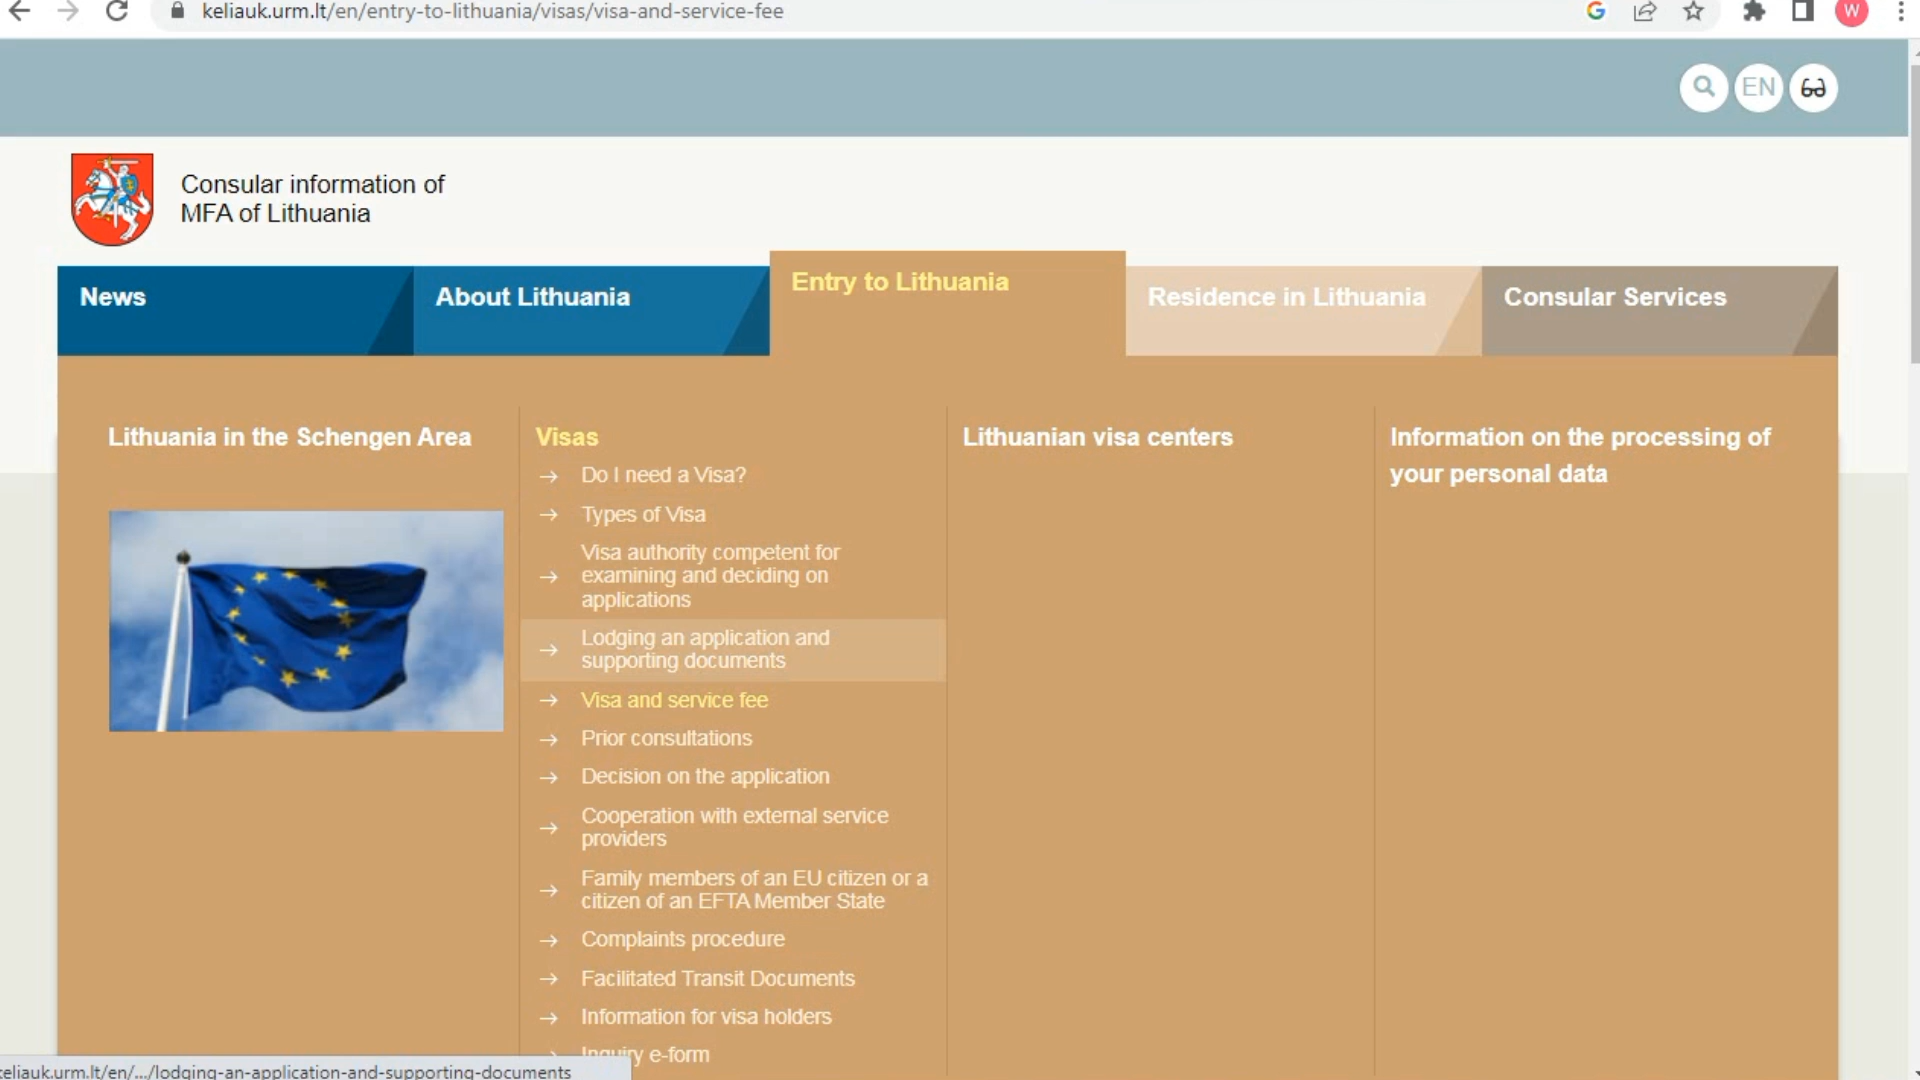 keliauk.urm.lt/en/entry-to-lithuania/visas/visa-and-service-fee
W
EN
Consular information of
MFA of Lithuania
News
About Lithuania
Entry to Lithuania
Residence in Lithuania
Consular Services
Lithuania in the Schengen Area
Visas
Do I need a Visa?
Types of Visa
Visa authority competent for
examining and deciding on
applications
Lodging an application and
supporting documents
Visa and service fee
Prior consultations
Decision on the application
Cooperation with external service
providers
Family members of an EU citizen or a
citizen of an EFTA Member State
Complaints procedure
Facilitated Transit Documents
Information for visa holders
Inquiry e-form
Lithuanian visa centers
Information on the processing of
your personal data
keliauk.urm.lt/en/.../lodging-an-application-and-supporting-documents